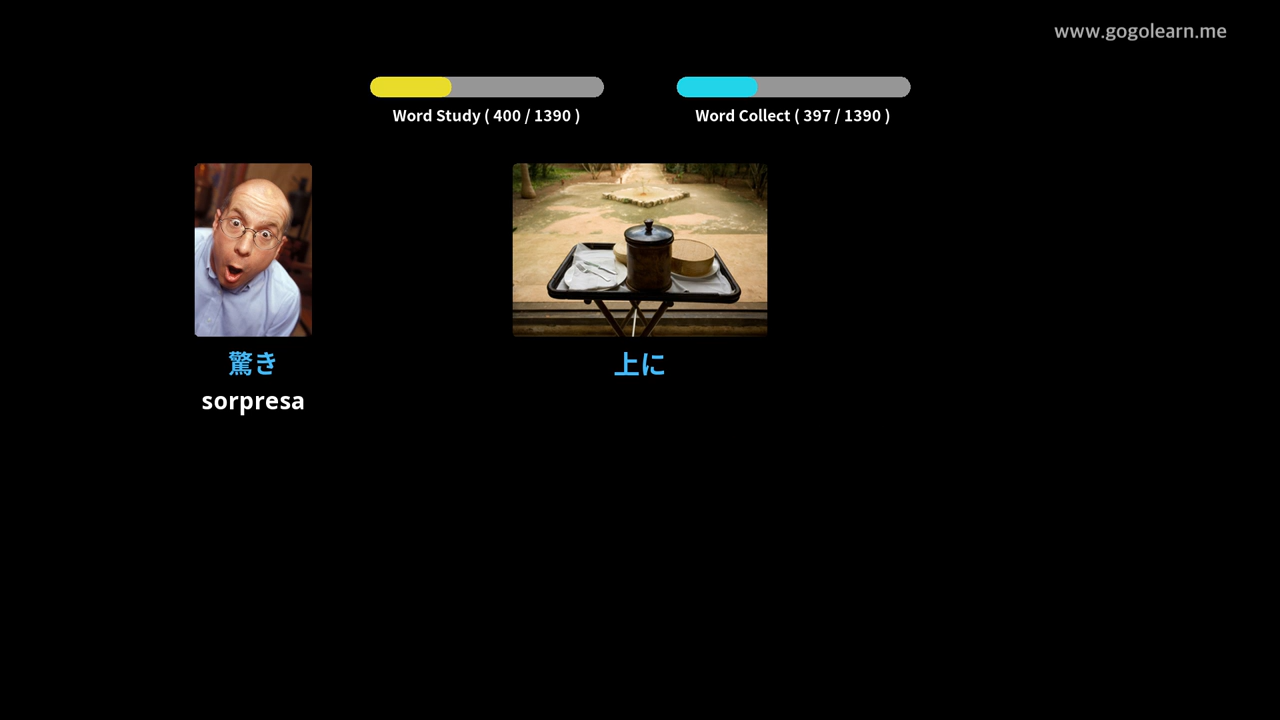 www.gogolearn.me
Word Study ( 400 / 1390 )
Word Collect ( 397 / 1390 )
驚き
sorpresa
上に